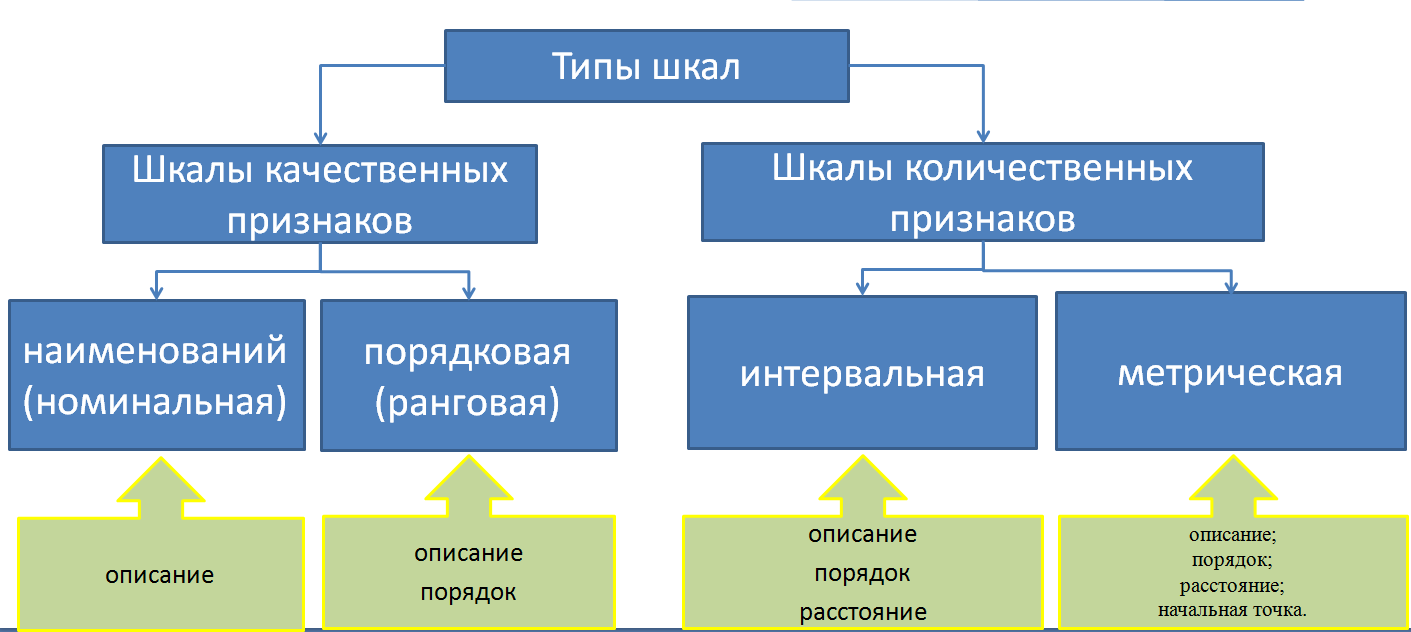 Типы шкал
Шкалы качественных
признаков
Шкалы количественных
признаков
наименований
(номинальная)
порядковая
(ранговая)
интервальная
метрическая
описание
описание
порядок
описание
порядок
расстояние
описание;
порядок;
расстояние;
начальная точка.